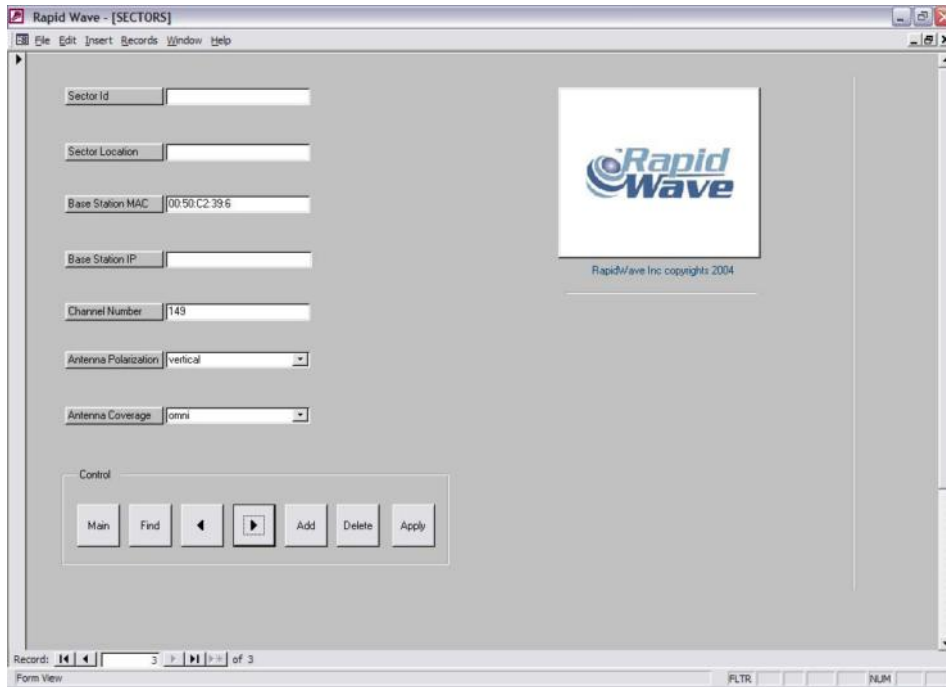 Rapid Wave - [SECTORS]
File Edit Insert Records Window Help
Sector Id
Sector Location
Base Station MAC 00:50:C2:39:6
Base Station IP
Channel Number 149
Antenna Polarization vertical
Antenna Coverage omni
Rapid
Wave
RapidWave Inc copyrights 2004
Control
Main Find Add Delete Apply
Record: 3 of 3
Form View FLTR NUM